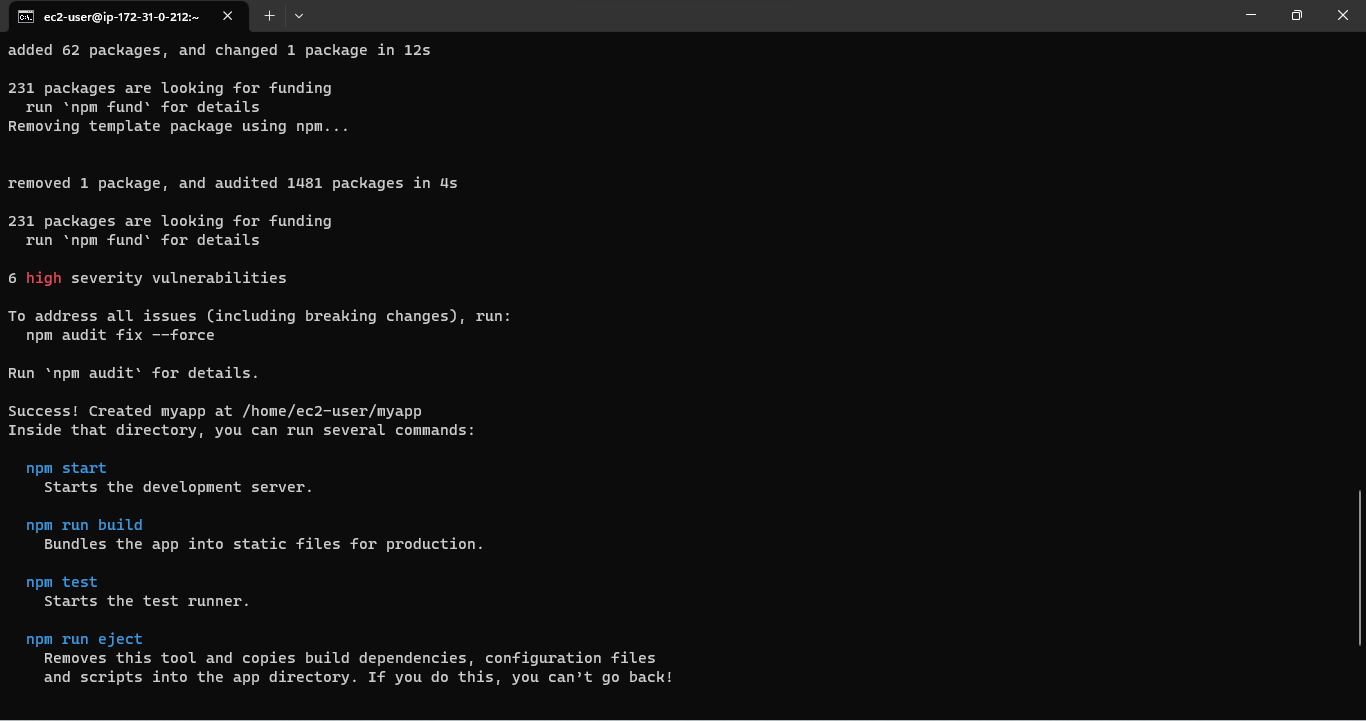 ec2-user@ip-172-31-0-212:~
added 62 packages, and changed 1 package in 12s
231 packages are looking for funding
run `npm fund` for details
Removing template package using npm...
removed 1 package, and audited 1481 packages in 4s
231 packages are looking for funding
run `npm fund` for details
6 high severity vulnerabilities
To address all issues (including breaking changes), run:
npm audit fix --force
Run `npm audit` for details.
Success! Created myapp at /home/ec2-user/myapp
Inside that directory, you can run several commands:
npm start
Starts the development server.
npm run build
Bundles the app into static files for production.
npm test
Starts the test runner.
npm run eject
Removes this tool and copies build dependencies, configuration files
and scripts into the app directory. If you do this, you can’t go back!